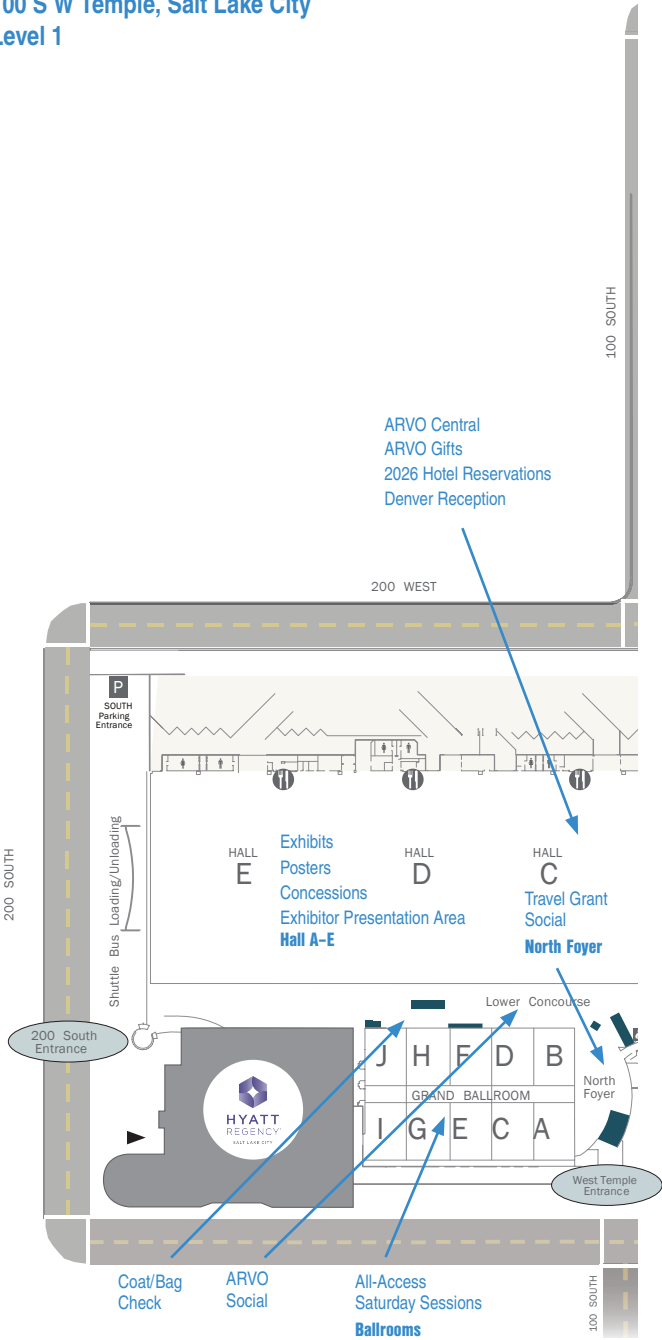 00 S W Temple, Salt Lake City
Level 1
100 SOUTH
ARVO Central
ARVO Gifts
2026 Hotel Reservations
Denver Reception
200 WEST
P
SOUTH
Parking
Entrance
200 SOUTH
Shuttle Bus Loading/Unloading
HALL
E
Exhibits
Posters
Concessions
Exhibitor Presentation Area
Hall A–E
HALL
D
HALL
C
Travel Grant
Social
North Foyer
Lower Concourse
200 South
Entrance
J H F D B
GRAND BALLROOM
I G E C A
North
Foyer
HYATT
REGENCY
SALT LAKE CITY
West Temple
Entrance
Coat/Bag
Check
ARVO
Social
All-Access
Saturday Sessions
Ballrooms
100 SOUTH